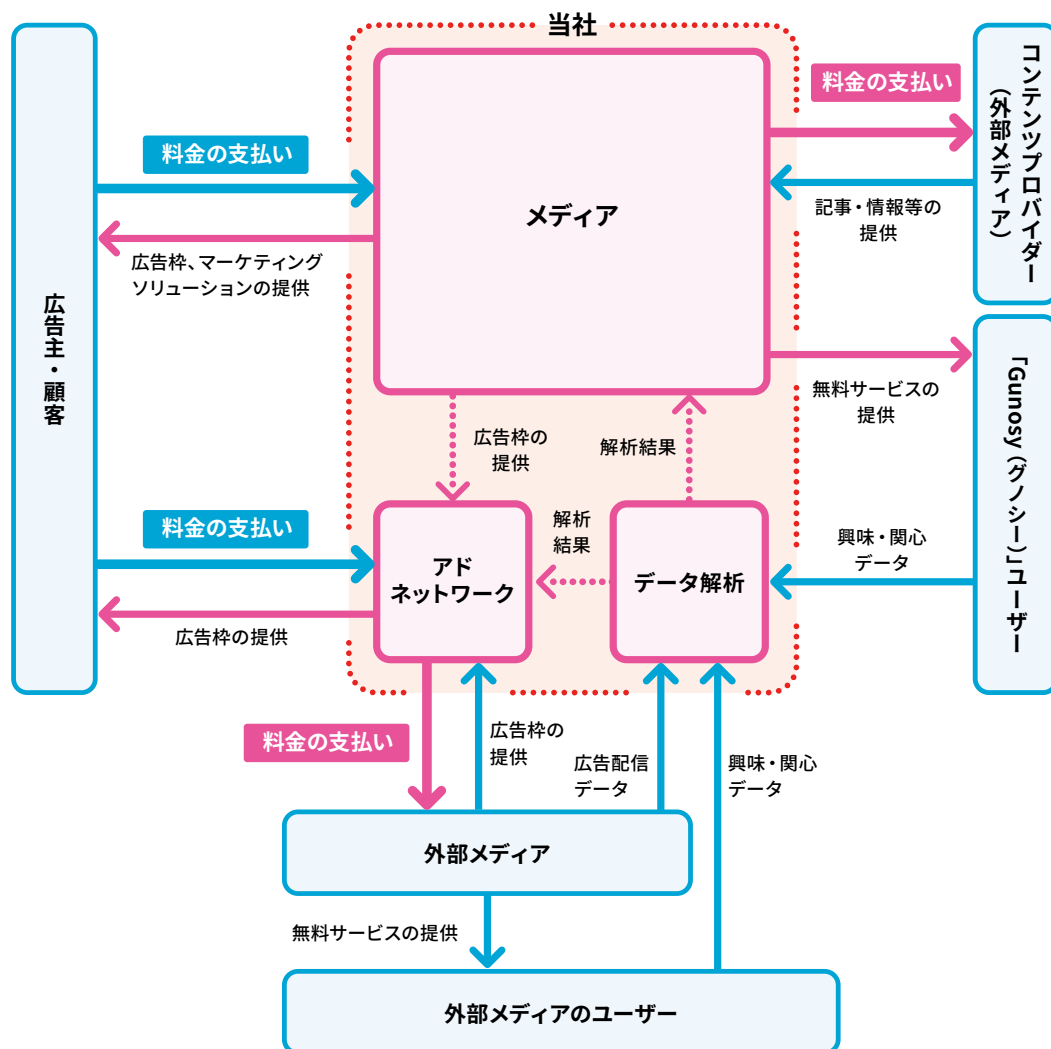 当社
料金の支払い
コンテンツプロバイダー
（外部メディア）
料金の支払い
メディア
記事・情報等の
提供
広告枠、マーケティング
ソリューションの提供
広告主・顧客
無料サービスの
提供
「Gunosy（グノシー）」ユーザー
広告枠の
提供
解析結果
料金の支払い
解析
結果
興味・関心
データ
アド
ネットワーク
データ解析
広告枠の提供
料金の支払い
広告枠の
提供
広告配信
データ
興味・関心
データ
外部メディア
無料サービスの提供
外部メディアのユーザー